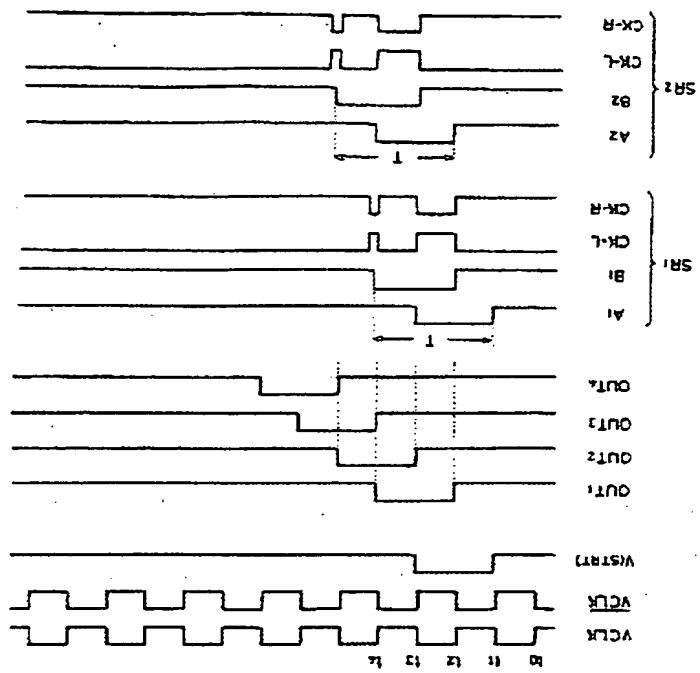 t0 t1 t2 t3 t4
VCLK
V̅C̅L̅K̅
V(STRT)
OUT1
OUT2
OUT3
OUT4
T
A1
B1
CK-L
CK-R
SR1
T
A2
B2
CK-L
CK-R
SR2